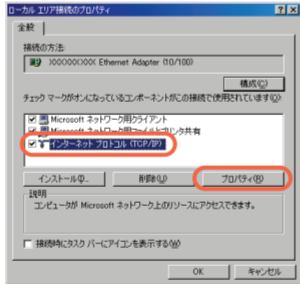 ローカル エリア接続のプロパティ
全般
接続の方法:
XXXXXXXXXX Ethernet Adapter (10/100)
構成(C)
チェック マークがオンになっているコンポーネントがこの接続で使用されています(O):
Microsoft ネットワーク用クライアント
Microsoft ネットワーク用ファイルとプリンタ共有
インターネット プロトコル (TCP/IP)
インストール(I)...
削除(U)
プロパティ(R)
説明
コンピュータが Microsoft ネットワーク上のリソースにアクセスできます。
接続時にタスク バーにアイコンを表示する(W)
OK
キャンセル